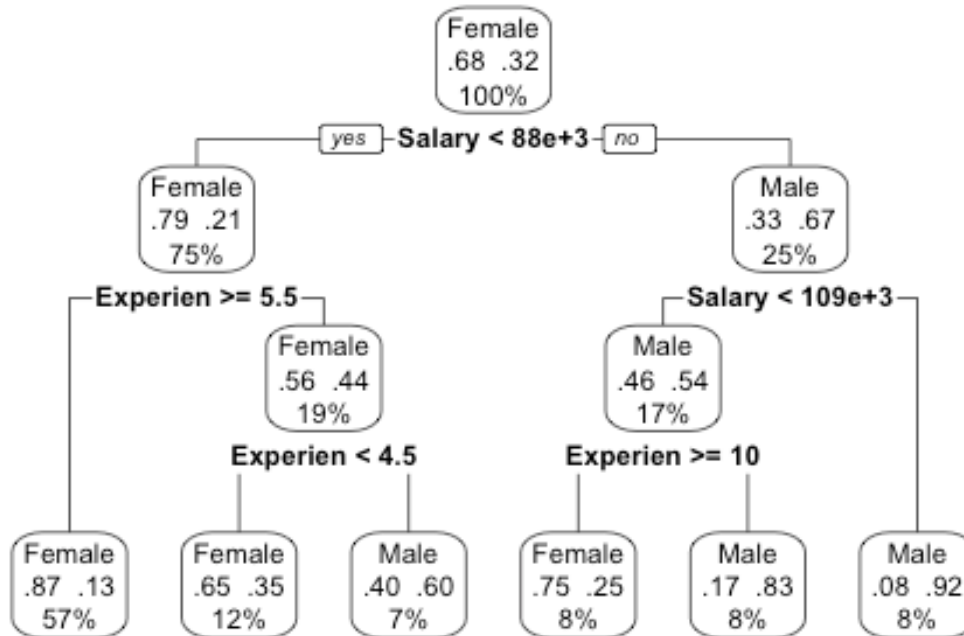 Female
.68 .32
100%
yes Salary < 88e+3 no
Female
.79 .21
75%
Male
.33 .67
25%
Experien >= 5.5
Salary < 109e+3
Female
.56 .44
19%
Male
.46 .54
17%
Experien < 4.5
Experien >= 10
Female
.87 .13
57%
Female
.65 .35
12%
Male
.40 .60
7%
Female
.75 .25
8%
Male
.17 .83
8%
Male
.08 .92
8%